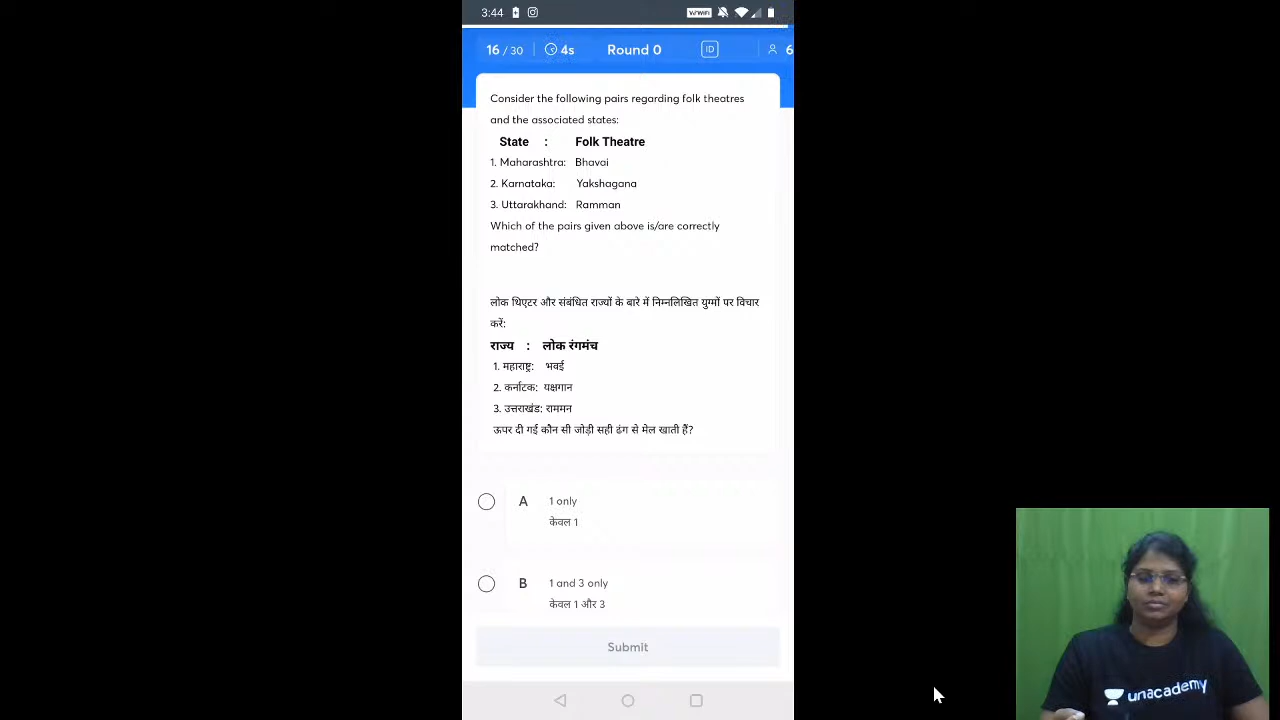 3:44
16 / 30
4s
Round 0
ID
6
Consider the following pairs regarding folk theatres
and the associated states:
State : Folk Theatre
1. Maharashtra: Bhavai
2. Karnataka: Yakshagana
3. Uttarakhand: Ramman
Which of the pairs given above is/are correctly
matched?
लोक थिएटर और संबंधित राज्यों के बारे में निम्नलिखित युग्मों पर विचार
करें:
राज्य : लोक रंगमंच
1. महाराष्ट्र: भवई
2. कर्नाटक: यक्षगान
3. उत्तराखंड: राममन
ऊपर दी गई कौन सी जोड़ी सही ढंग से मेल खाती हैं?
A 1 only
केवल 1
B 1 and 3 only
केवल 1 और 3
Submit
unacademy